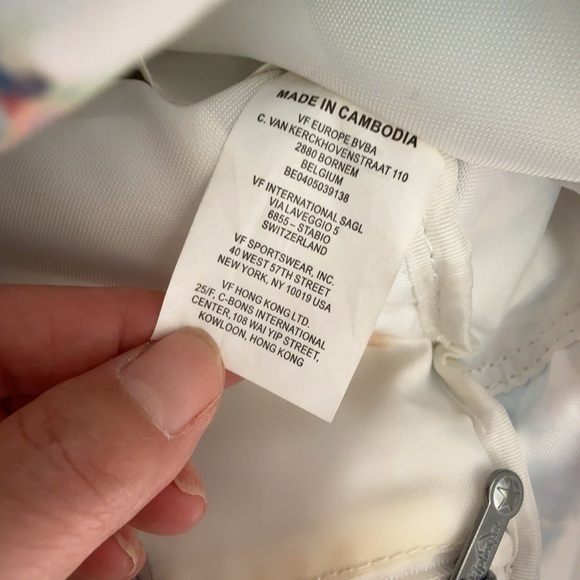 MADE IN CAMBODIA
VF EUROPE BVBA
C. VAN KERCKHOVENSTRAAT 110
2880 BORNEM
BELGIUM
BE0405039138
VF INTERNATIONAL SAGL
VIA LAVEGGIO 5
6855 – STABIO
SWITZERLAND
VF SPORTSWEAR, INC.
40 WEST 57TH STREET
NEW YORK, NY 10019 USA
VF HONG KONG LTD.
25/F, C-BONS INTERNATIONAL
CENTER, 108 WAI YIP STREET,
KOWLOON, HONG KONG